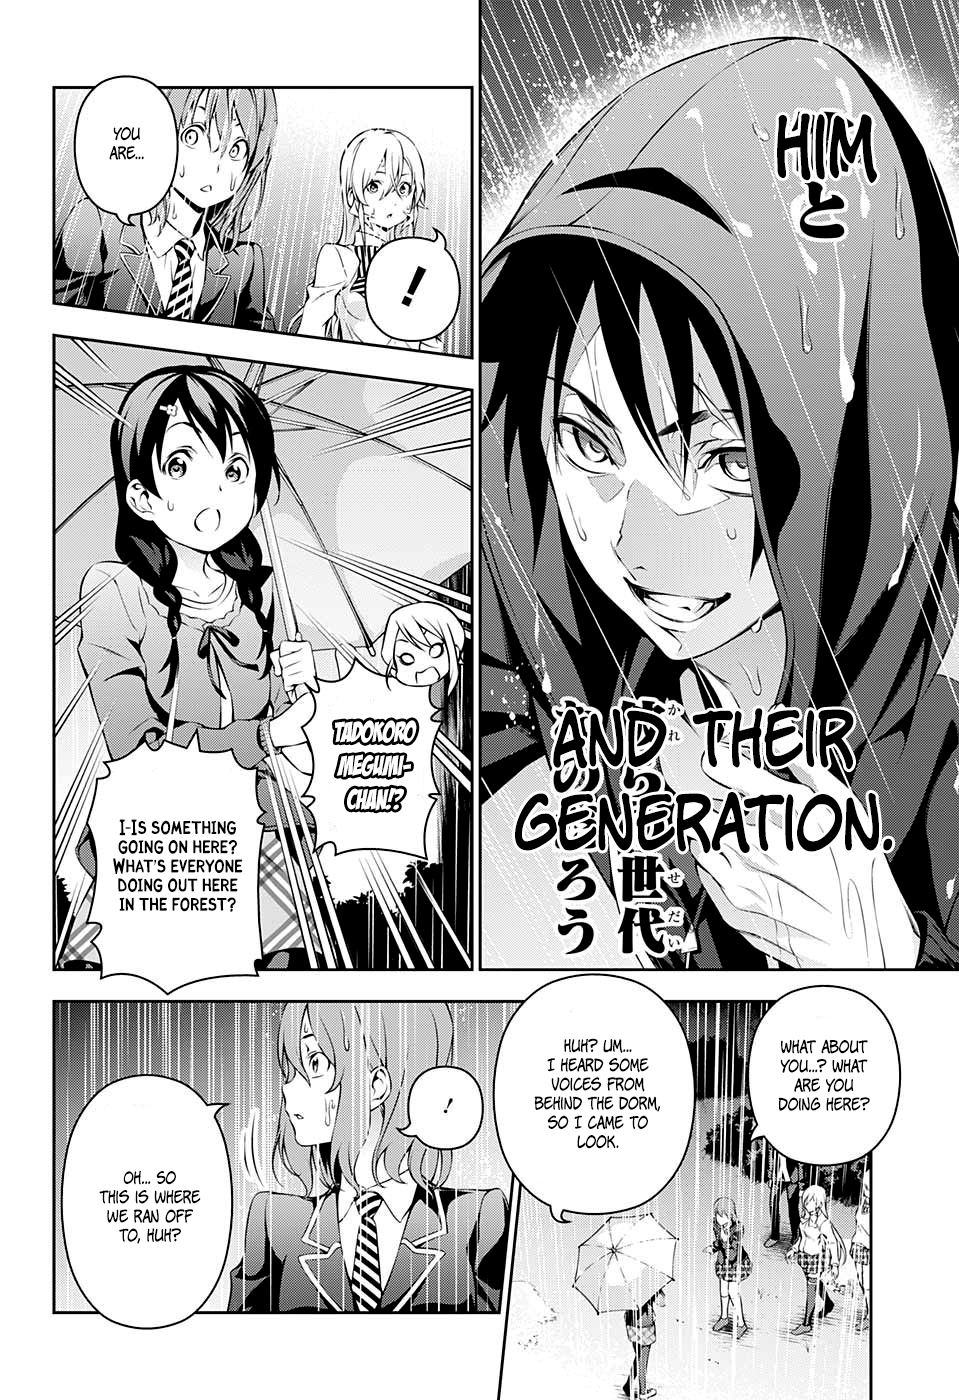 HIM
と
AND THEIR
GENERATION.
かれ
世代
せだい
ろう
YOU
ARE...
!
TADOKORO
MEGUMI-
CHAN!?
I-IS SOMETHING
GOING ON HERE?
WHAT'S EVERYONE
DOING OUT HERE
IN THE FOREST?
WHAT ABOUT
YOU...? WHAT
ARE YOU
DOING HERE?
HUH? UM...
I HEARD SOME
VOICES FROM
BEHIND THE DORM,
SO I CAME TO
LOOK.
!
OH... SO
THIS IS WHERE
WE RAN OFF
TO, HUH?